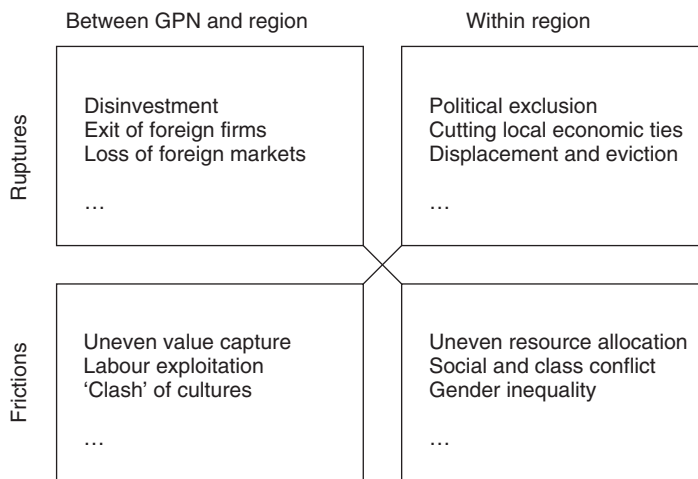 Between GPN and region
Within region
Ruptures
Disinvestment
Exit of foreign firms
Loss of foreign markets
…
Political exclusion
Cutting local economic ties
Displacement and eviction
…
Frictions
Uneven value capture
Labour exploitation
‘Clash’ of cultures
…
Uneven resource allocation
Social and class conflict
Gender inequality
…